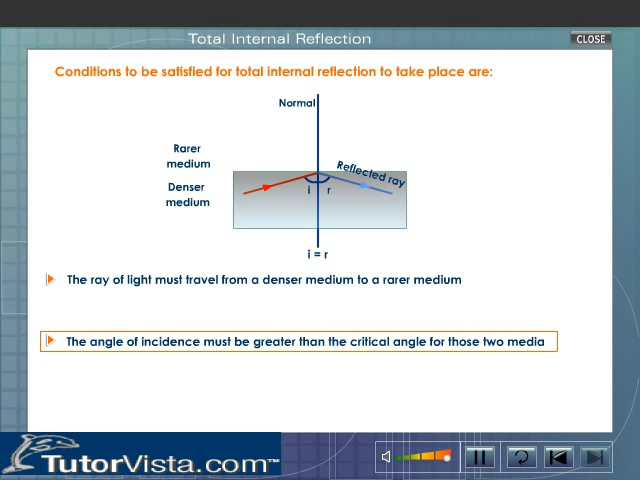 Total Internal Reflection
CLOSE
Conditions to be satisfied for total internal reflection to take place are:
Normal
Rarer
medium
Reflected ray
Denser
medium
i r
i = r
The ray of light must travel from a denser medium to a rarer medium
The angle of incidence must be greater than the critical angle for those two media
TutorVista.com™